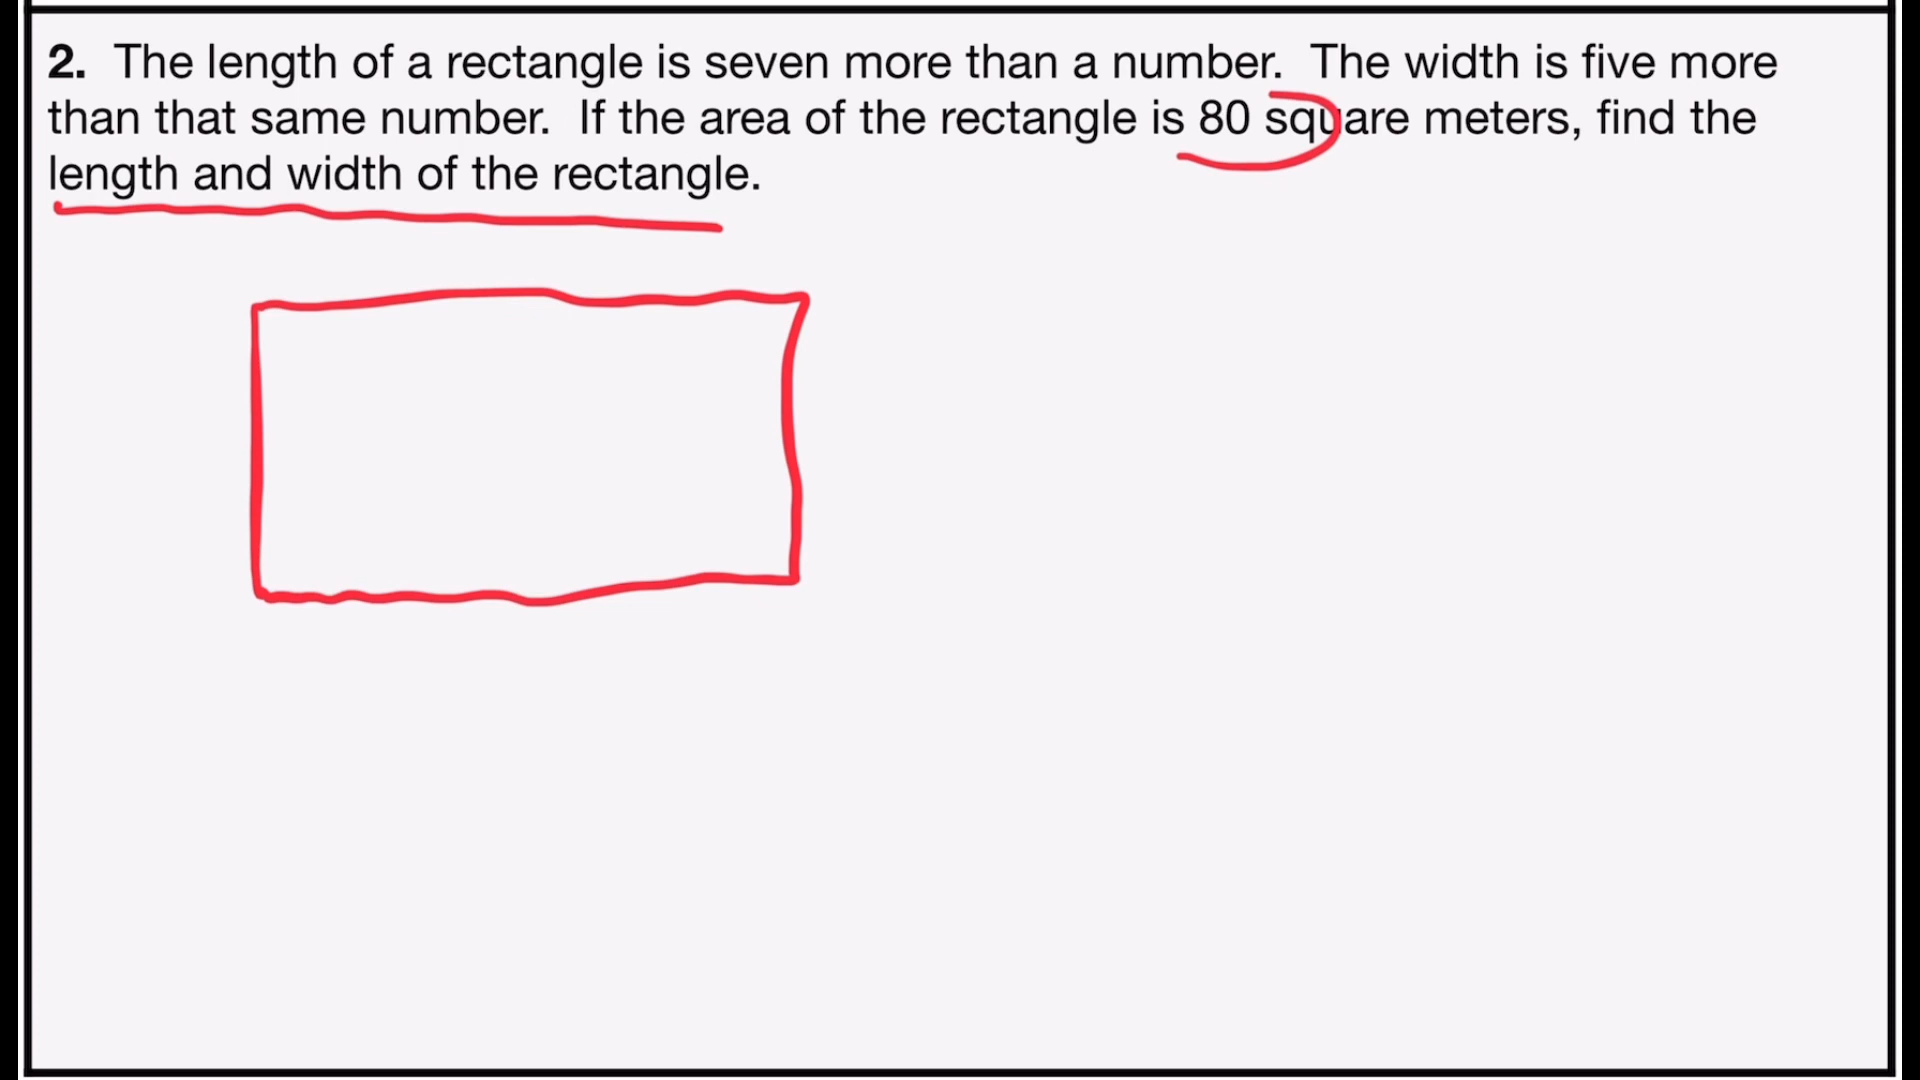 2. The length of a rectangle is seven more than a number. The width is five more
than that same number. If the area of the rectangle is 80 square meters, find the
length and width of the rectangle.